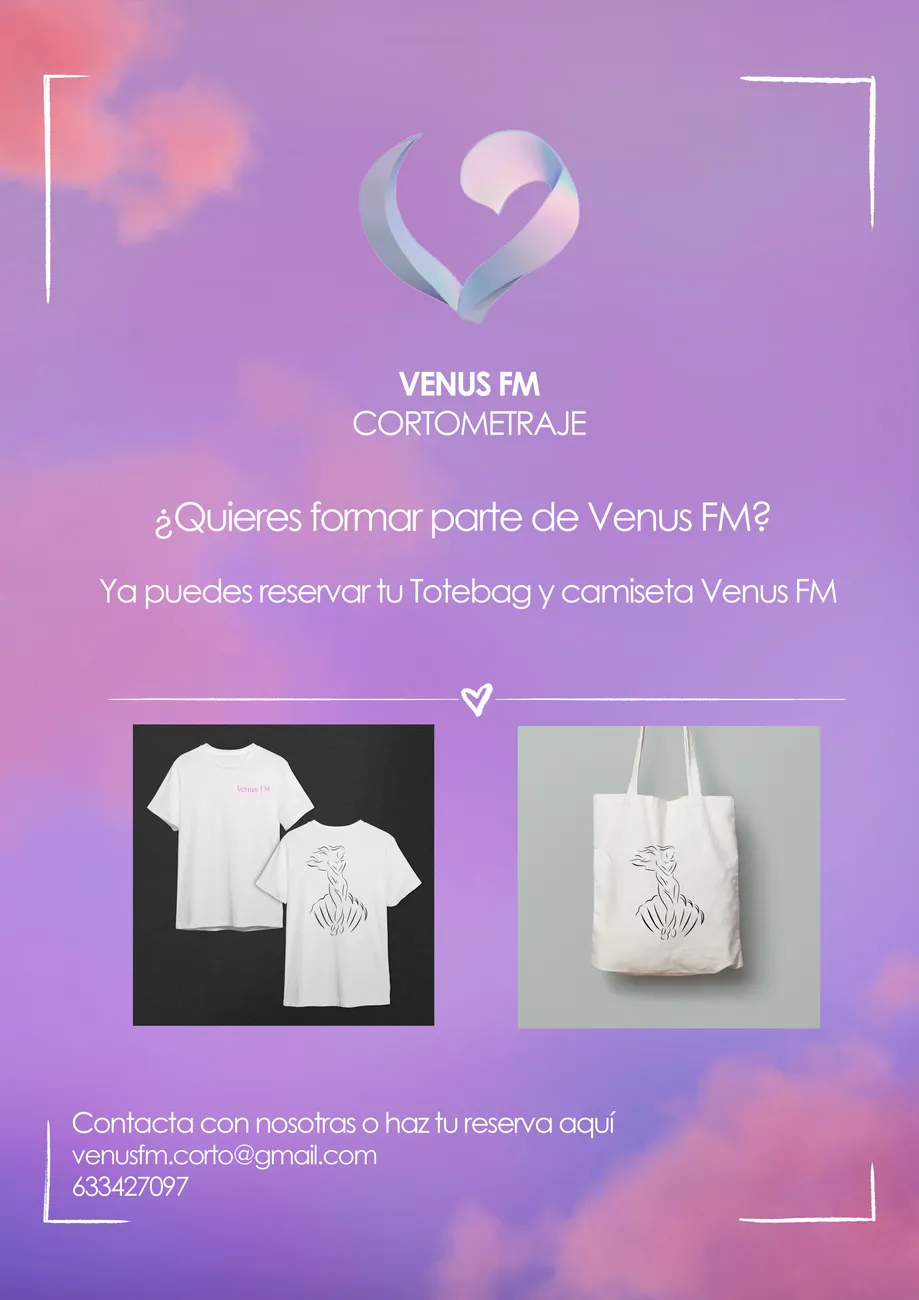 VENUS FM
CORTOMETRAJE
¿Quieres formar parte de Venus FM?
Ya puedes reservar tu Totebag y camiseta Venus FM
Venus FM
Contacta con nosotras o haz tu reserva aquí
venusfm.corto@gmail.com
633427097